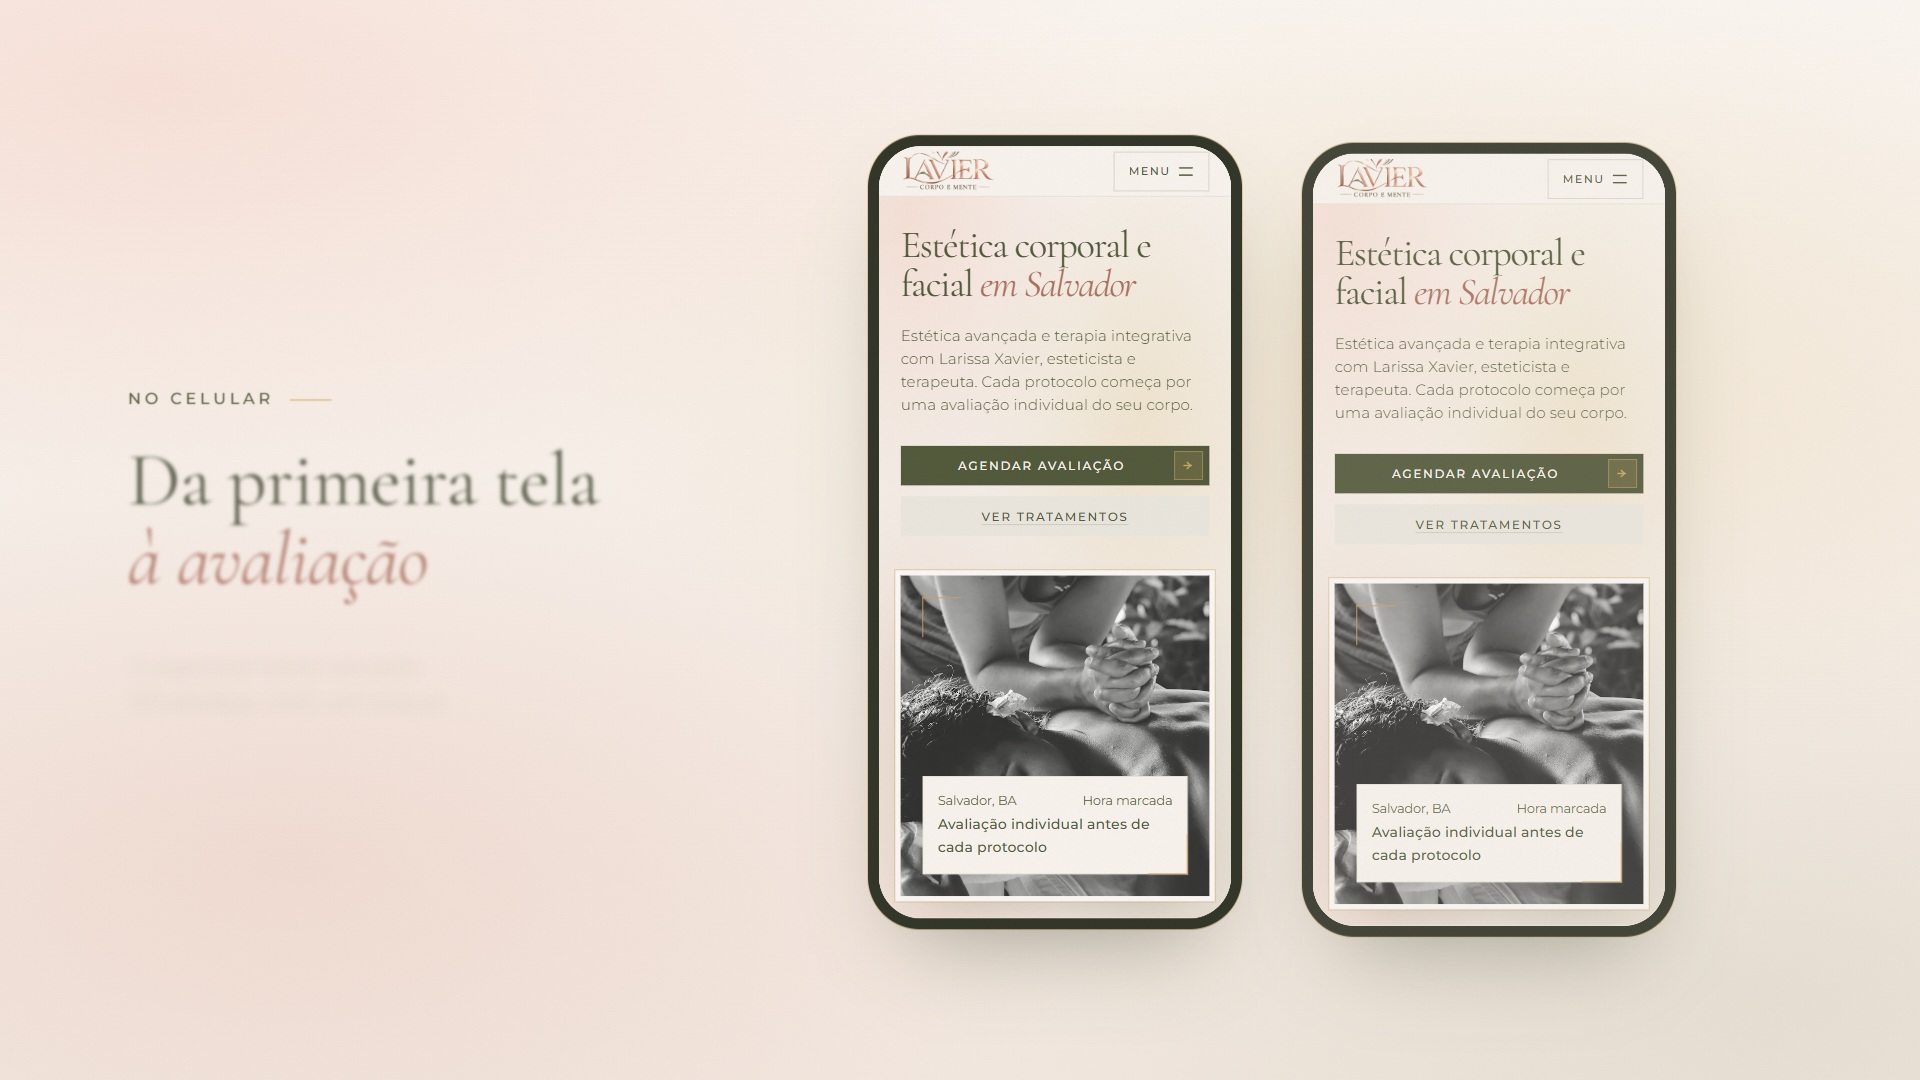 NO CELULAR
Da primeira tela
à avaliação
LAVIER
CORPO E MENTE
MENU
Estética corporal e
facial em Salvador
Estética avançada e terapia integrativa
com Larissa Xavier, esteticista e
terapeuta. Cada protocolo começa por
uma avaliação individual do seu corpo.
AGENDAR AVALIAÇÃO
VER TRATAMENTOS
Salvador, BA
Hora marcada
Avaliação individual antes de
cada protocolo
LAVIER
CORPO E MENTE
MENU
Estética corporal e
facial em Salvador
Estética avançada e terapia integrativa
com Larissa Xavier, esteticista e
terapeuta. Cada protocolo começa por
uma avaliação individual do seu corpo.
AGENDAR AVALIAÇÃO
VER TRATAMENTOS
Salvador, BA
Hora marcada
Avaliação individual antes de
cada protocolo